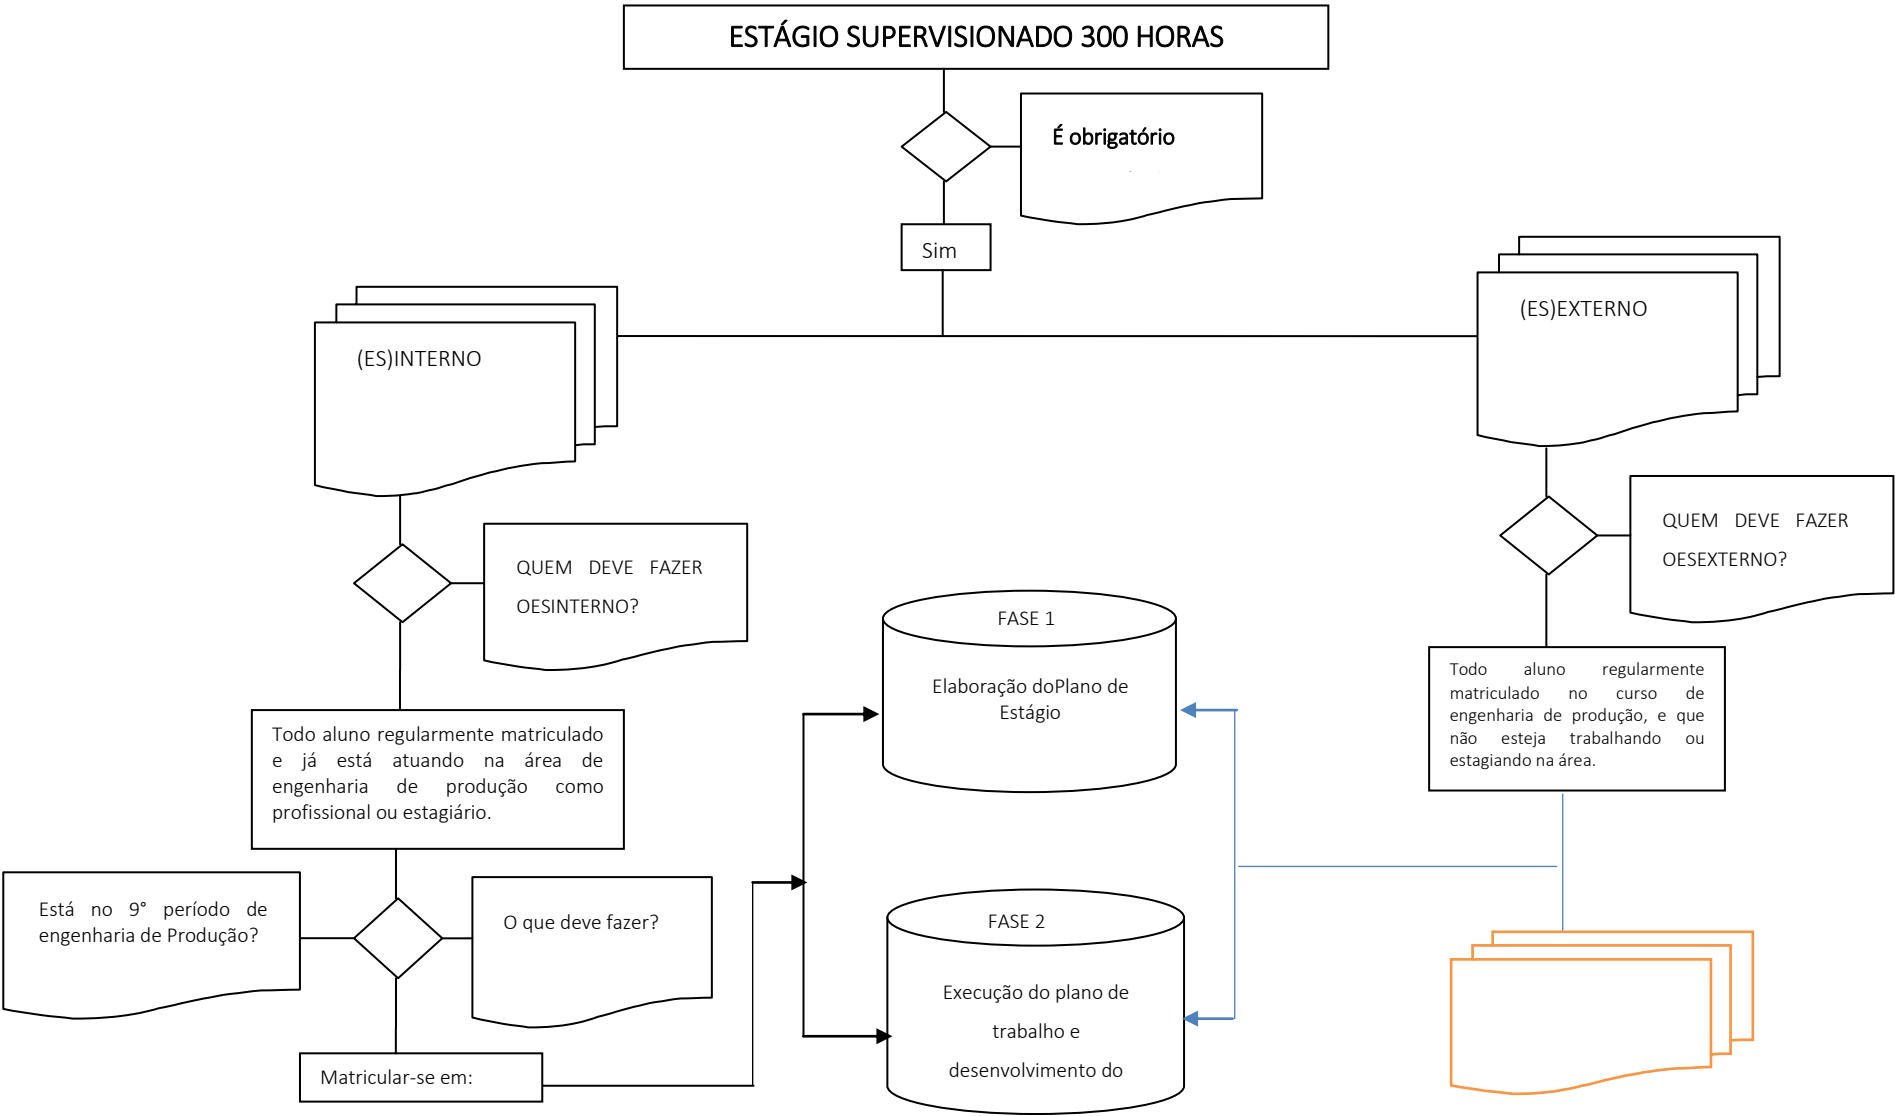 ESTÁGIO SUPERVISIONADO 300 HORAS
É obrigatório
Sim
(ES)INTERNO
(ES)EXTERNO
QUEM DEVE FAZER
OESINTERNO?
QUEM DEVE FAZER
OESEXTERNO?
FASE 1
Elaboração doPlano de
Estágio
Todo aluno regularmente
matriculado no curso de
engenharia de produção, e que
não esteja trabalhando ou
estagiando na área.
Todo aluno regularmente matriculado
e já está atuando na área de
engenharia de produção como
profissional ou estagiário.
Está no 9° período de
engenharia de Produção?
O que deve fazer?
FASE 2
Execução do plano de
trabalho e
desenvolvimento do
Matricular-se em: